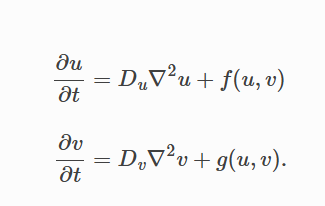 ∂u/∂t = D_u∇²u + f(u, v)
∂v/∂t = D_v∇²v + g(u, v).